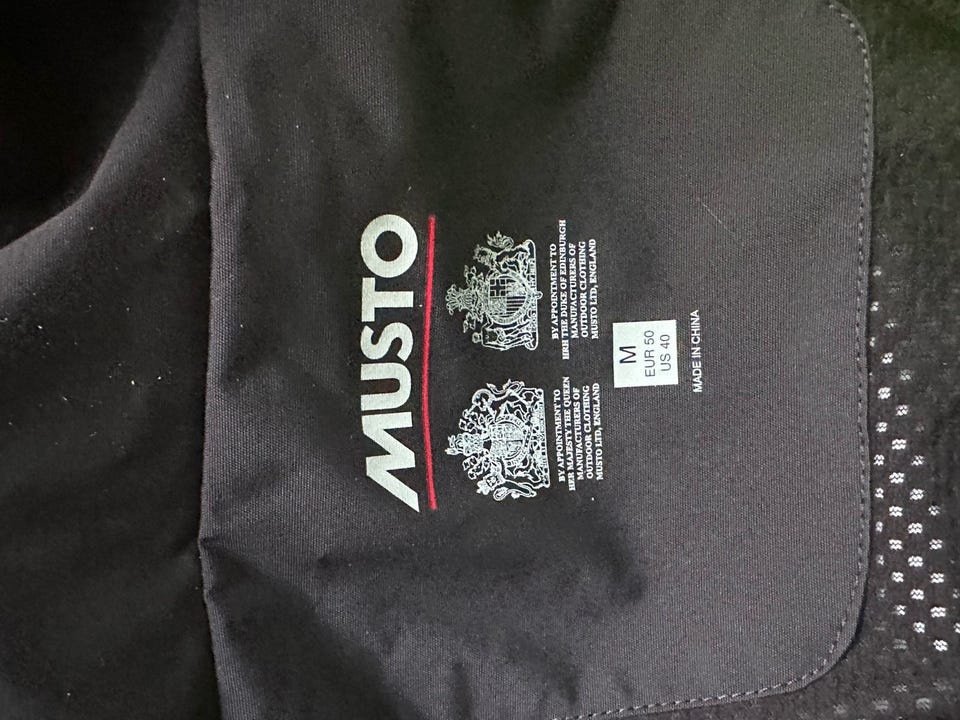 MUSTO
BY APPOINTMENT TO
HER MAJESTY THE QUEEN
MANUFACTURERS OF
OUTDOOR CLOTHING
MUSTO LTD, ENGLAND
BY APPOINTMENT TO
HRH THE DUKE OF EDINBURGH
MANUFACTURERS OF
OUTDOOR CLOTHING
MUSTO LTD, ENGLAND
M
EUR 50
US 40
MADE IN CHINA